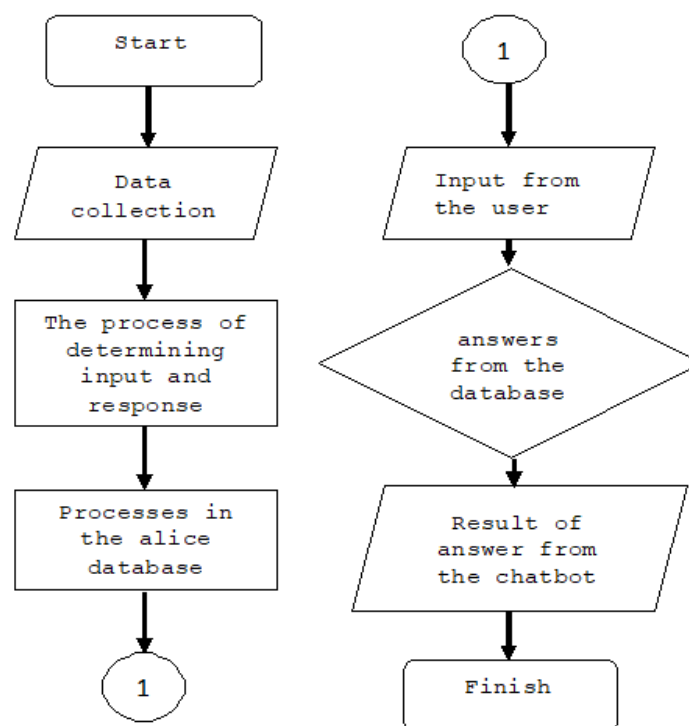 Start
Data
collection
The process of
determining
input and
response
Processes in
the alice
database
1
1
Input from
the user
answers
from the
database
Result of
answer from
the chatbot
Finish